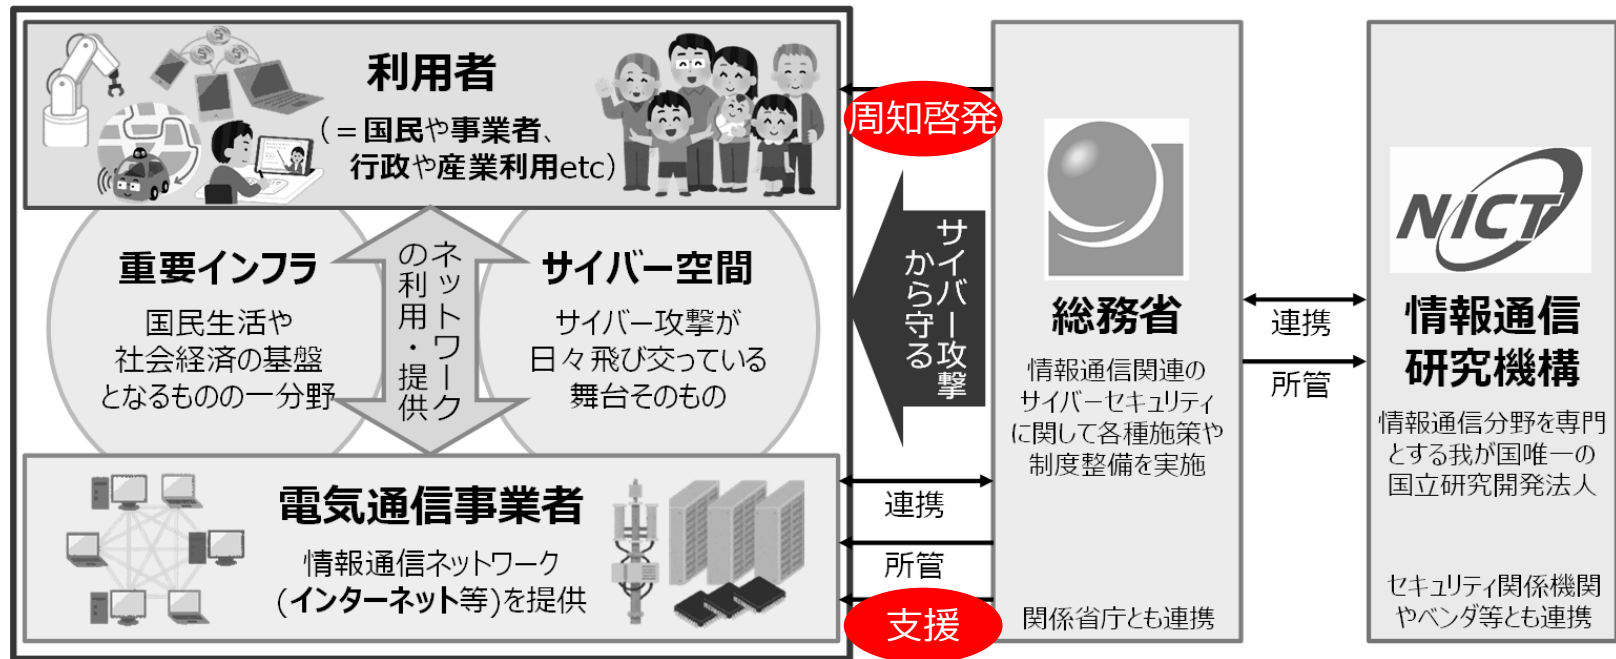 利用者
(=国民や事業者、
行政や産業利用etc)
周知啓発
重要インフラ
国民生活や
社会経済の基盤
となるものの一分野
ネットワーク
の利用・提供
サイバー空間
サイバー攻撃が
日々飛び交っている
舞台そのもの
サイバー攻撃
から守る
電気通信事業者
情報通信ネットワーク
(インターネット等)を提供
連携
所管
支援
総務省
情報通信関連の
サイバーセキュリティ
に関して各種施策や
制度整備を実施
関係省庁とも連携
連携
所管
NICT
情報通信
研究機構
情報通信分野を専門
とする我が国唯一の
国立研究開発法人
セキュリティ関係機関
やベンダ等とも連携